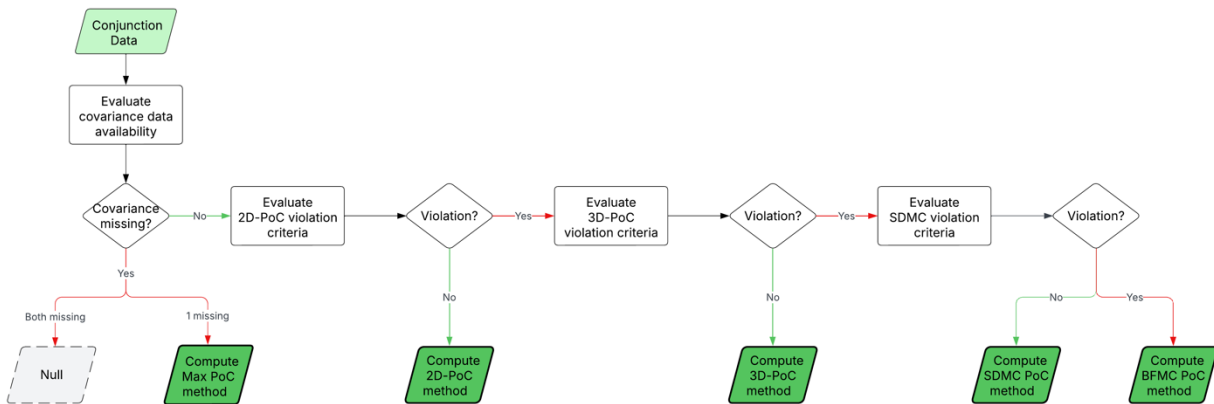 Conjunction
Data
Evaluate
covariance data
availability
Covariance
missing?
No
Evaluate
2D-PoC violation
criteria
Violation?
Yes
Evaluate
3D-PoC
violation criteria
Violation?
Yes
Evaluate
SDMC violation
criteria
Violation?
Yes
No
No
No
Yes
Both missing
1 missing
Null
Compute
Max PoC
method
Compute
2D-PoC
method
Compute
3D-PoC
method
Compute
SDMC PoC
method
Compute
BFMC PoC
method